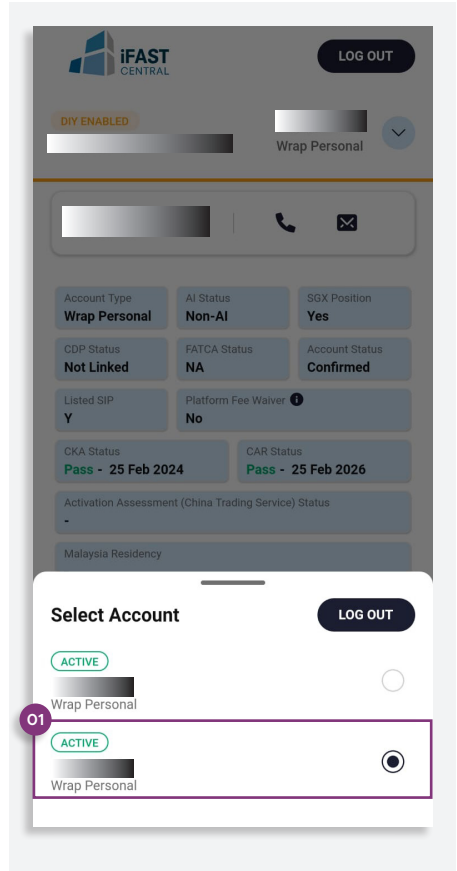 iFAST
CENTRAL
LOG OUT
DIY ENABLED
Wrap Personal
Account Type
Wrap Personal
AI Status
Non-AI
SGX Position
Yes
CDP Status
Not Linked
FATCA Status
NA
Account Status
Confirmed
Listed SIP
Y
Platform Fee Waiver
No
CKA Status
Pass - 25 Feb 2024
CAR Status
Pass - 25 Feb 2026
Activation Assessment (China Trading Service) Status
-
Malaysia Residency
Select Account
LOG OUT
ACTIVE
Wrap Personal
01
ACTIVE
Wrap Personal